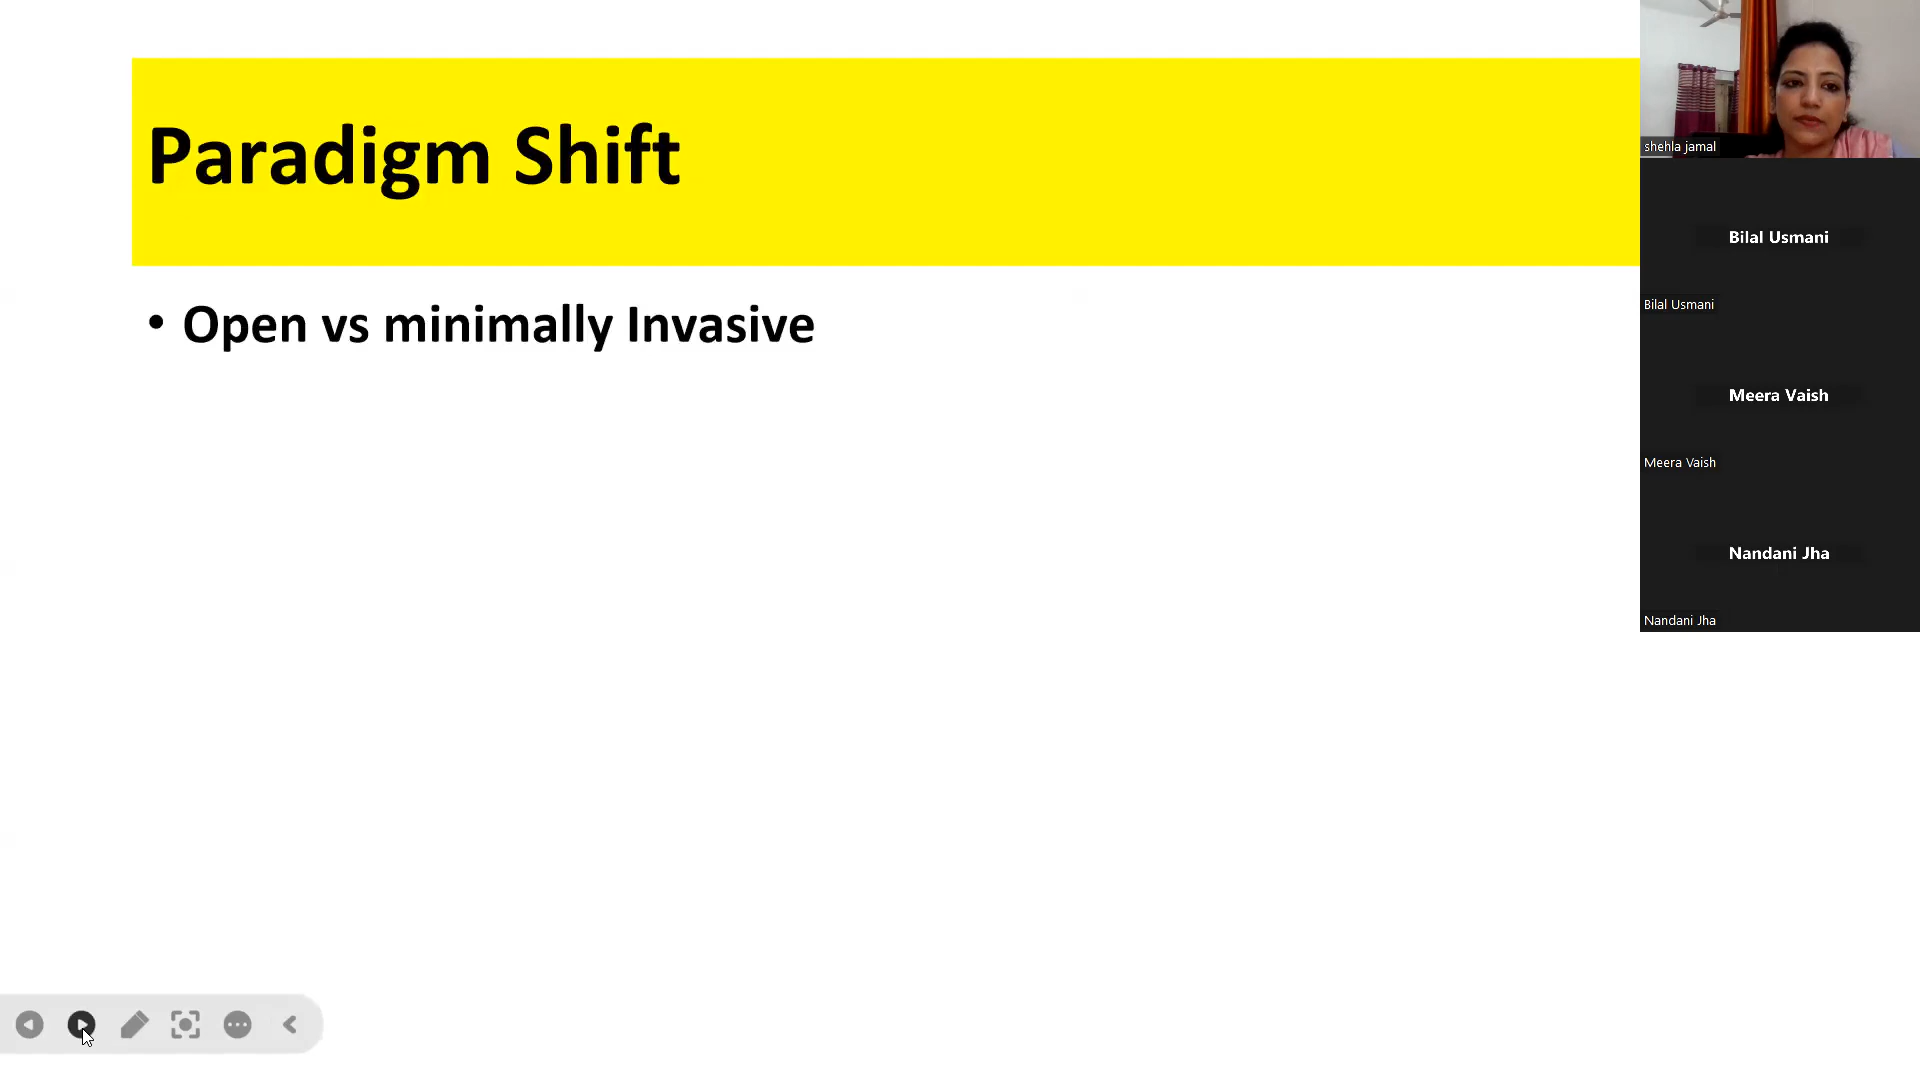 Paradigm Shift
• Open vs minimally Invasive
shehla jamal
Bilal Usmani
Bilal Usmani
Meera Vaish
Meera Vaish
Nandani Jha
Nandani Jha